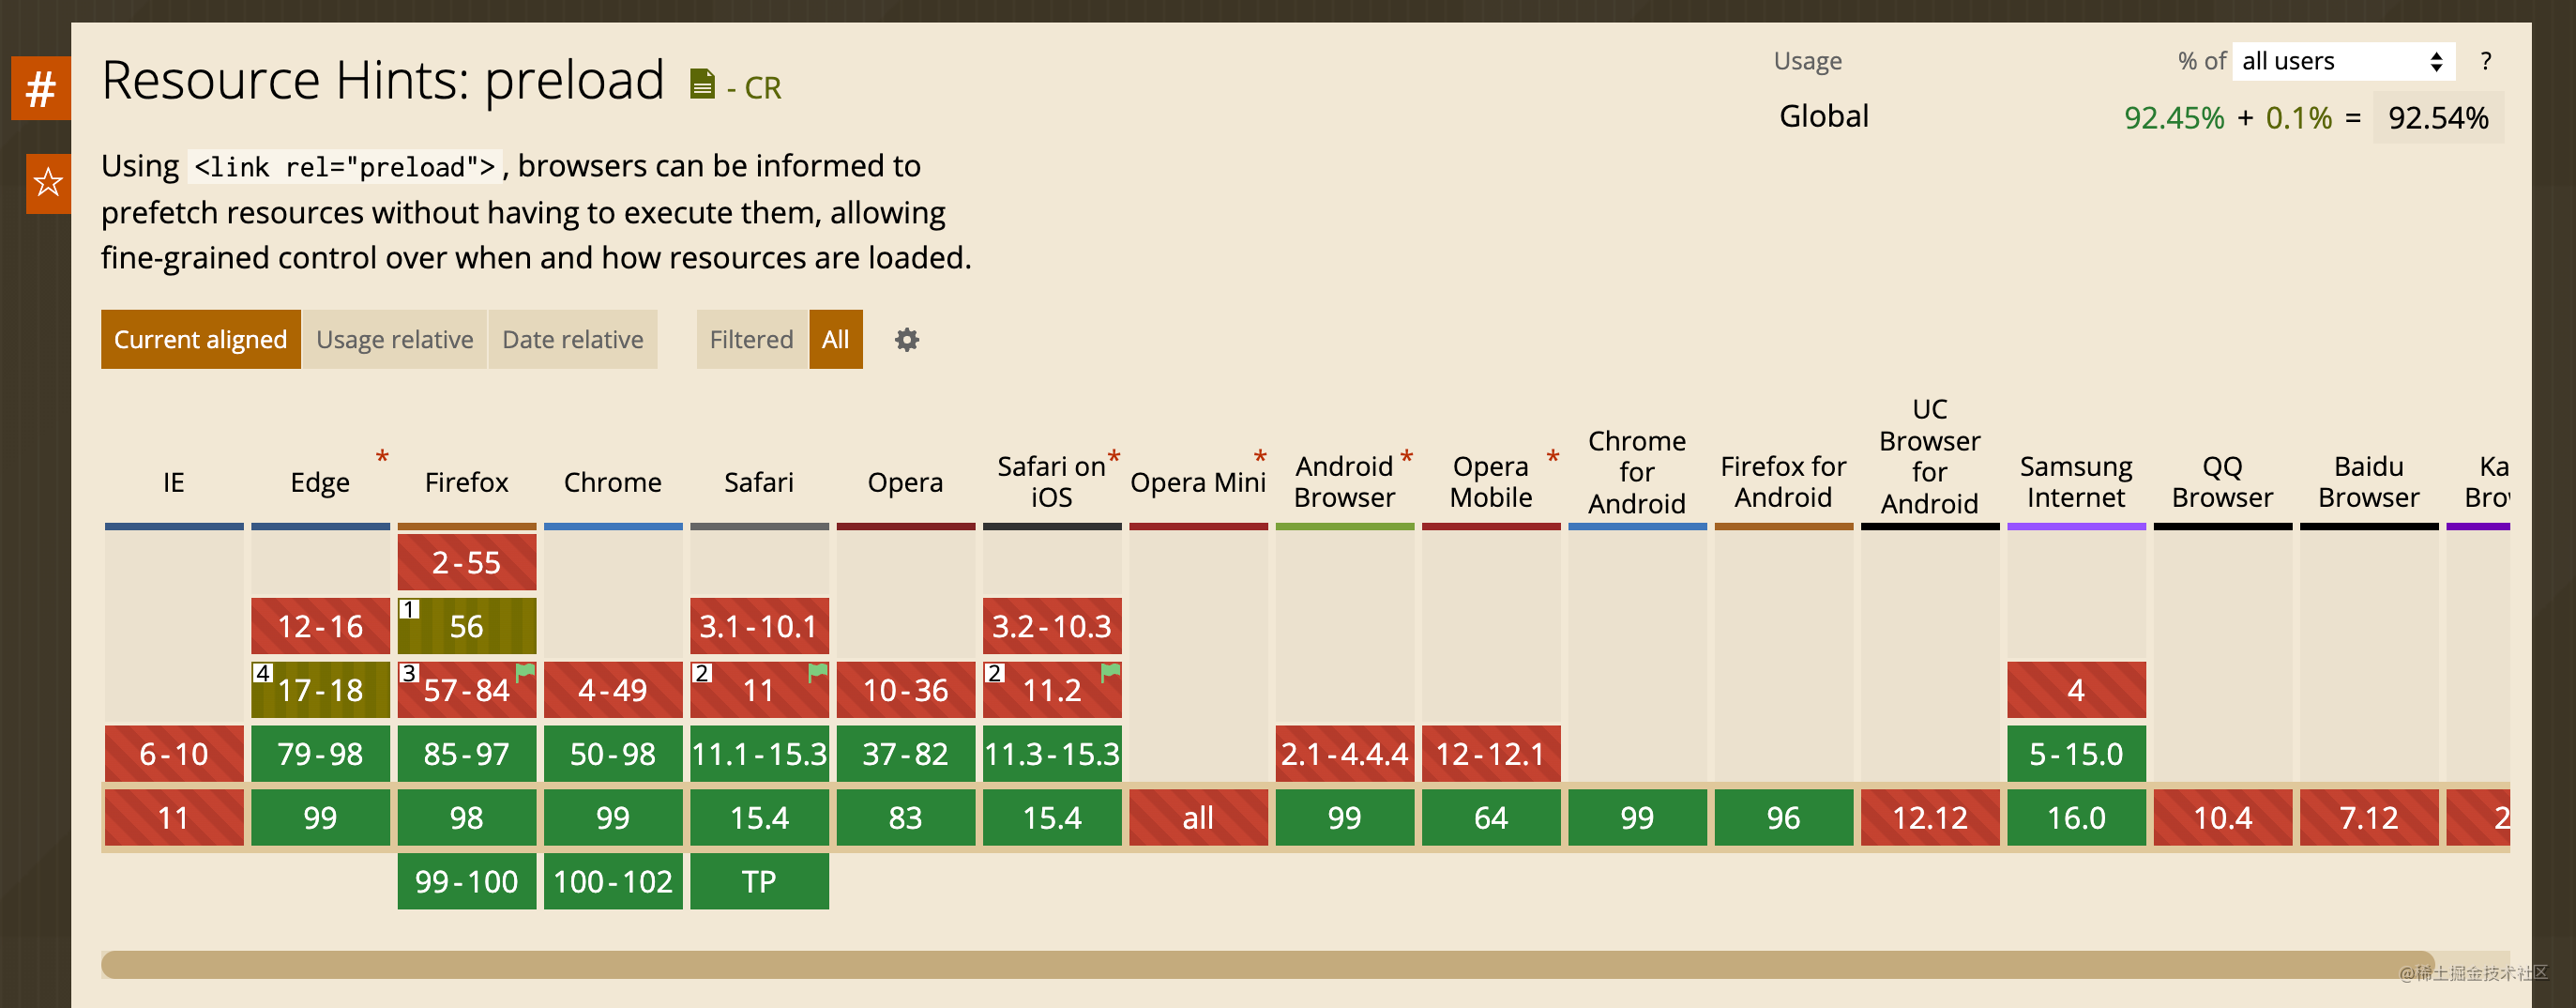 #
Resource Hints: preload - CR
Usage % of all users ?
Global 92.45% + 0.1% = 92.54%
Using <link rel="preload">, browsers can be informed to
prefetch resources without having to execute them, allowing
fine-grained control over when and how resources are loaded.
Current aligned Usage relative Date relative Filtered All
IE
Edge *
Firefox
Chrome
Safari
Opera
Safari on *
iOS
Opera Mini *
Android *
Browser
Opera *
Mobile
Chrome
for
Android
Firefox for
Android
UC
Browser
for
Android
Samsung
Internet
QQ
Browser
Baidu
Browser
Ka
Bro
2-55
12-16 1 56 3.1-10.1 3.2-10.3
4 17-18 3 57-84 4-49 2 11 10-36 2 11.2 4
6-10 79-98 85-97 50-98 11.1-15.3 37-82 11.3-15.3 2.1-4.4.4 12-12.1 5-15.0
11 99 98 99 15.4 83 15.4 all 99 64 99 96 12.12 16.0 10.4 7.12 2
99-100 100-102 TP
@稀土掘金技术社区